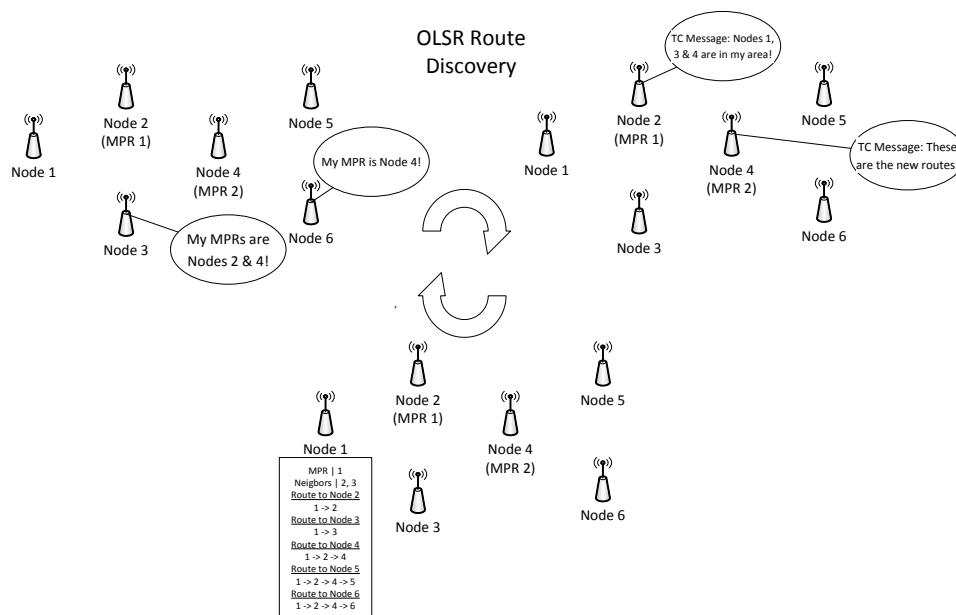 OLSR Route
Discovery
Node 1
Node 2
(MPR 1)
Node 3
Node 4
(MPR 2)
Node 5
Node 6
My MPR is Node 4!
My MPRs are
Nodes 2 & 4!
TC Message: Nodes 1,
3 & 4 are in my area!
Node 1
Node 2
(MPR 1)
Node 3
Node 4
(MPR 2)
Node 5
Node 6
TC Message: These
are the new routes
,
Node 1
Node 2
(MPR 1)
Node 3
Node 4
(MPR 2)
Node 5
Node 6
MPR | 1
Neigbors | 2, 3
Route to Node 2
1 -> 2
Route to Node 3
1 -> 3
Route to Node 4
1 -> 2 -> 4
Route to Node 5
1 -> 2 -> 4 -> 5
Route to Node 6
1 -> 2 -> 4 -> 6